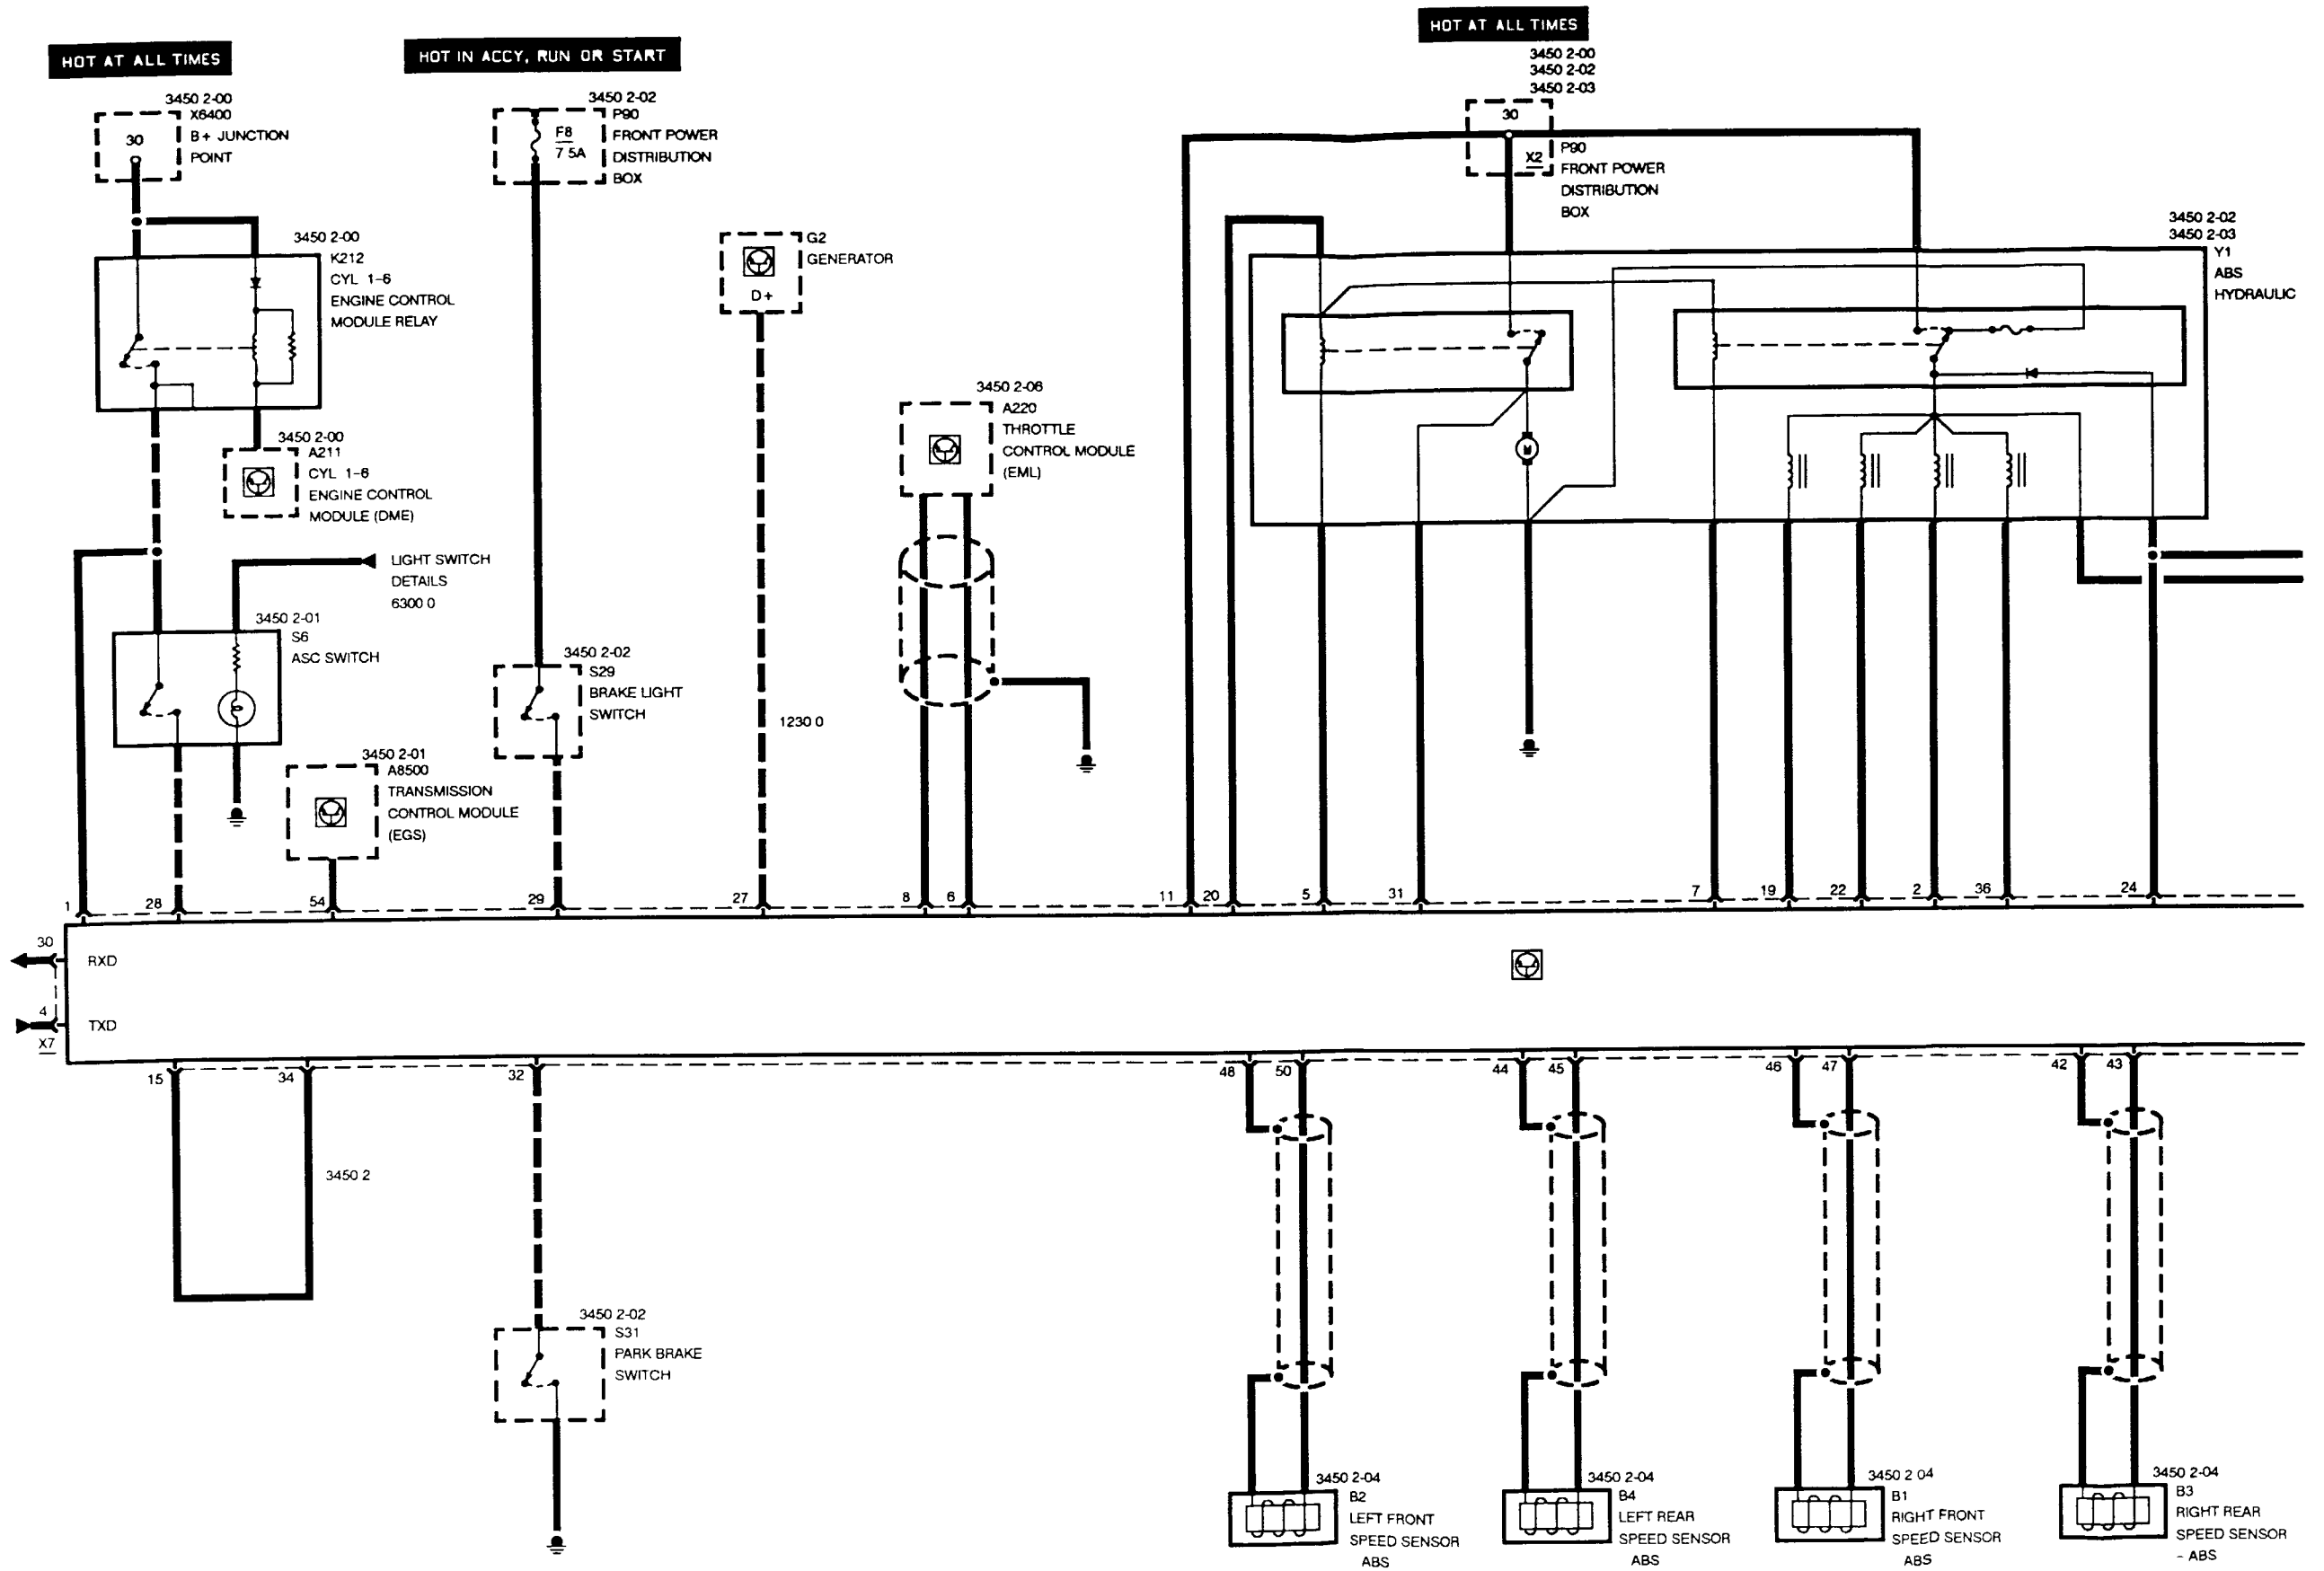 HOT AT ALL TIMES
3450 2-00
X6400
B+ JUNCTION
POINT
30
3450 2-00
K212
CYL 1-6
ENGINE CONTROL
MODULE RELAY
3450 2-00
A211
CYL 1-6
ENGINE CONTROL
MODULE (DME)
LIGHT SWITCH
DETAILS
6300 0
3450 2-01
S6
ASC SWITCH
3450 2-01
A8500
TRANSMISSION
CONTROL MODULE
(EGS)
HOT IN ACCY, RUN OR START
3450 2-02
P90
FRONT POWER
DISTRIBUTION
BOX
F8
7 5A
3450 2-02
S29
BRAKE LIGHT
SWITCH
G2
GENERATOR
D+
1230 0
3450 2-06
A220
THROTTLE
CONTROL MODULE
(EML)
HOT AT ALL TIMES
3450 2-00
3450 2-02
3450 2-03
30
X2
P90
FRONT POWER
DISTRIBUTION
BOX
3450 2-02
3450 2-03
Y1
ABS
HYDRAULIC
M
1
28
54
29
27
8
6
11
20
5
31
7
19
22
2
36
24
30
RXD
4
TXD
X7
15
34
32
48
50
44
45
46
47
42
43
3450 2
3450 2-02
S31
PARK BRAKE
SWITCH
3450 2-04
B2
LEFT FRONT
SPEED SENSOR
ABS
3450 2-04
B4
LEFT REAR
SPEED SENSOR
ABS
3450 2 04
B1
RIGHT FRONT
SPEED SENSOR
ABS
3450 2-04
B3
RIGHT REAR
SPEED SENSOR
- ABS